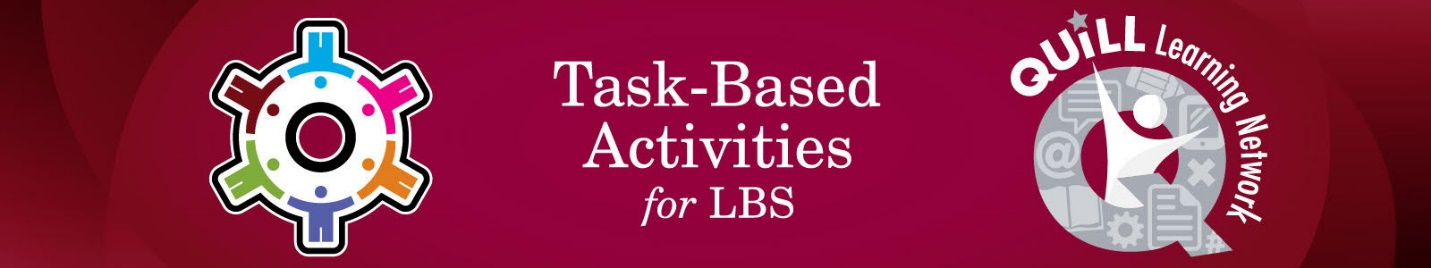 Task-Based
Activities
for LBS
QUiLL Learning Network
@
#